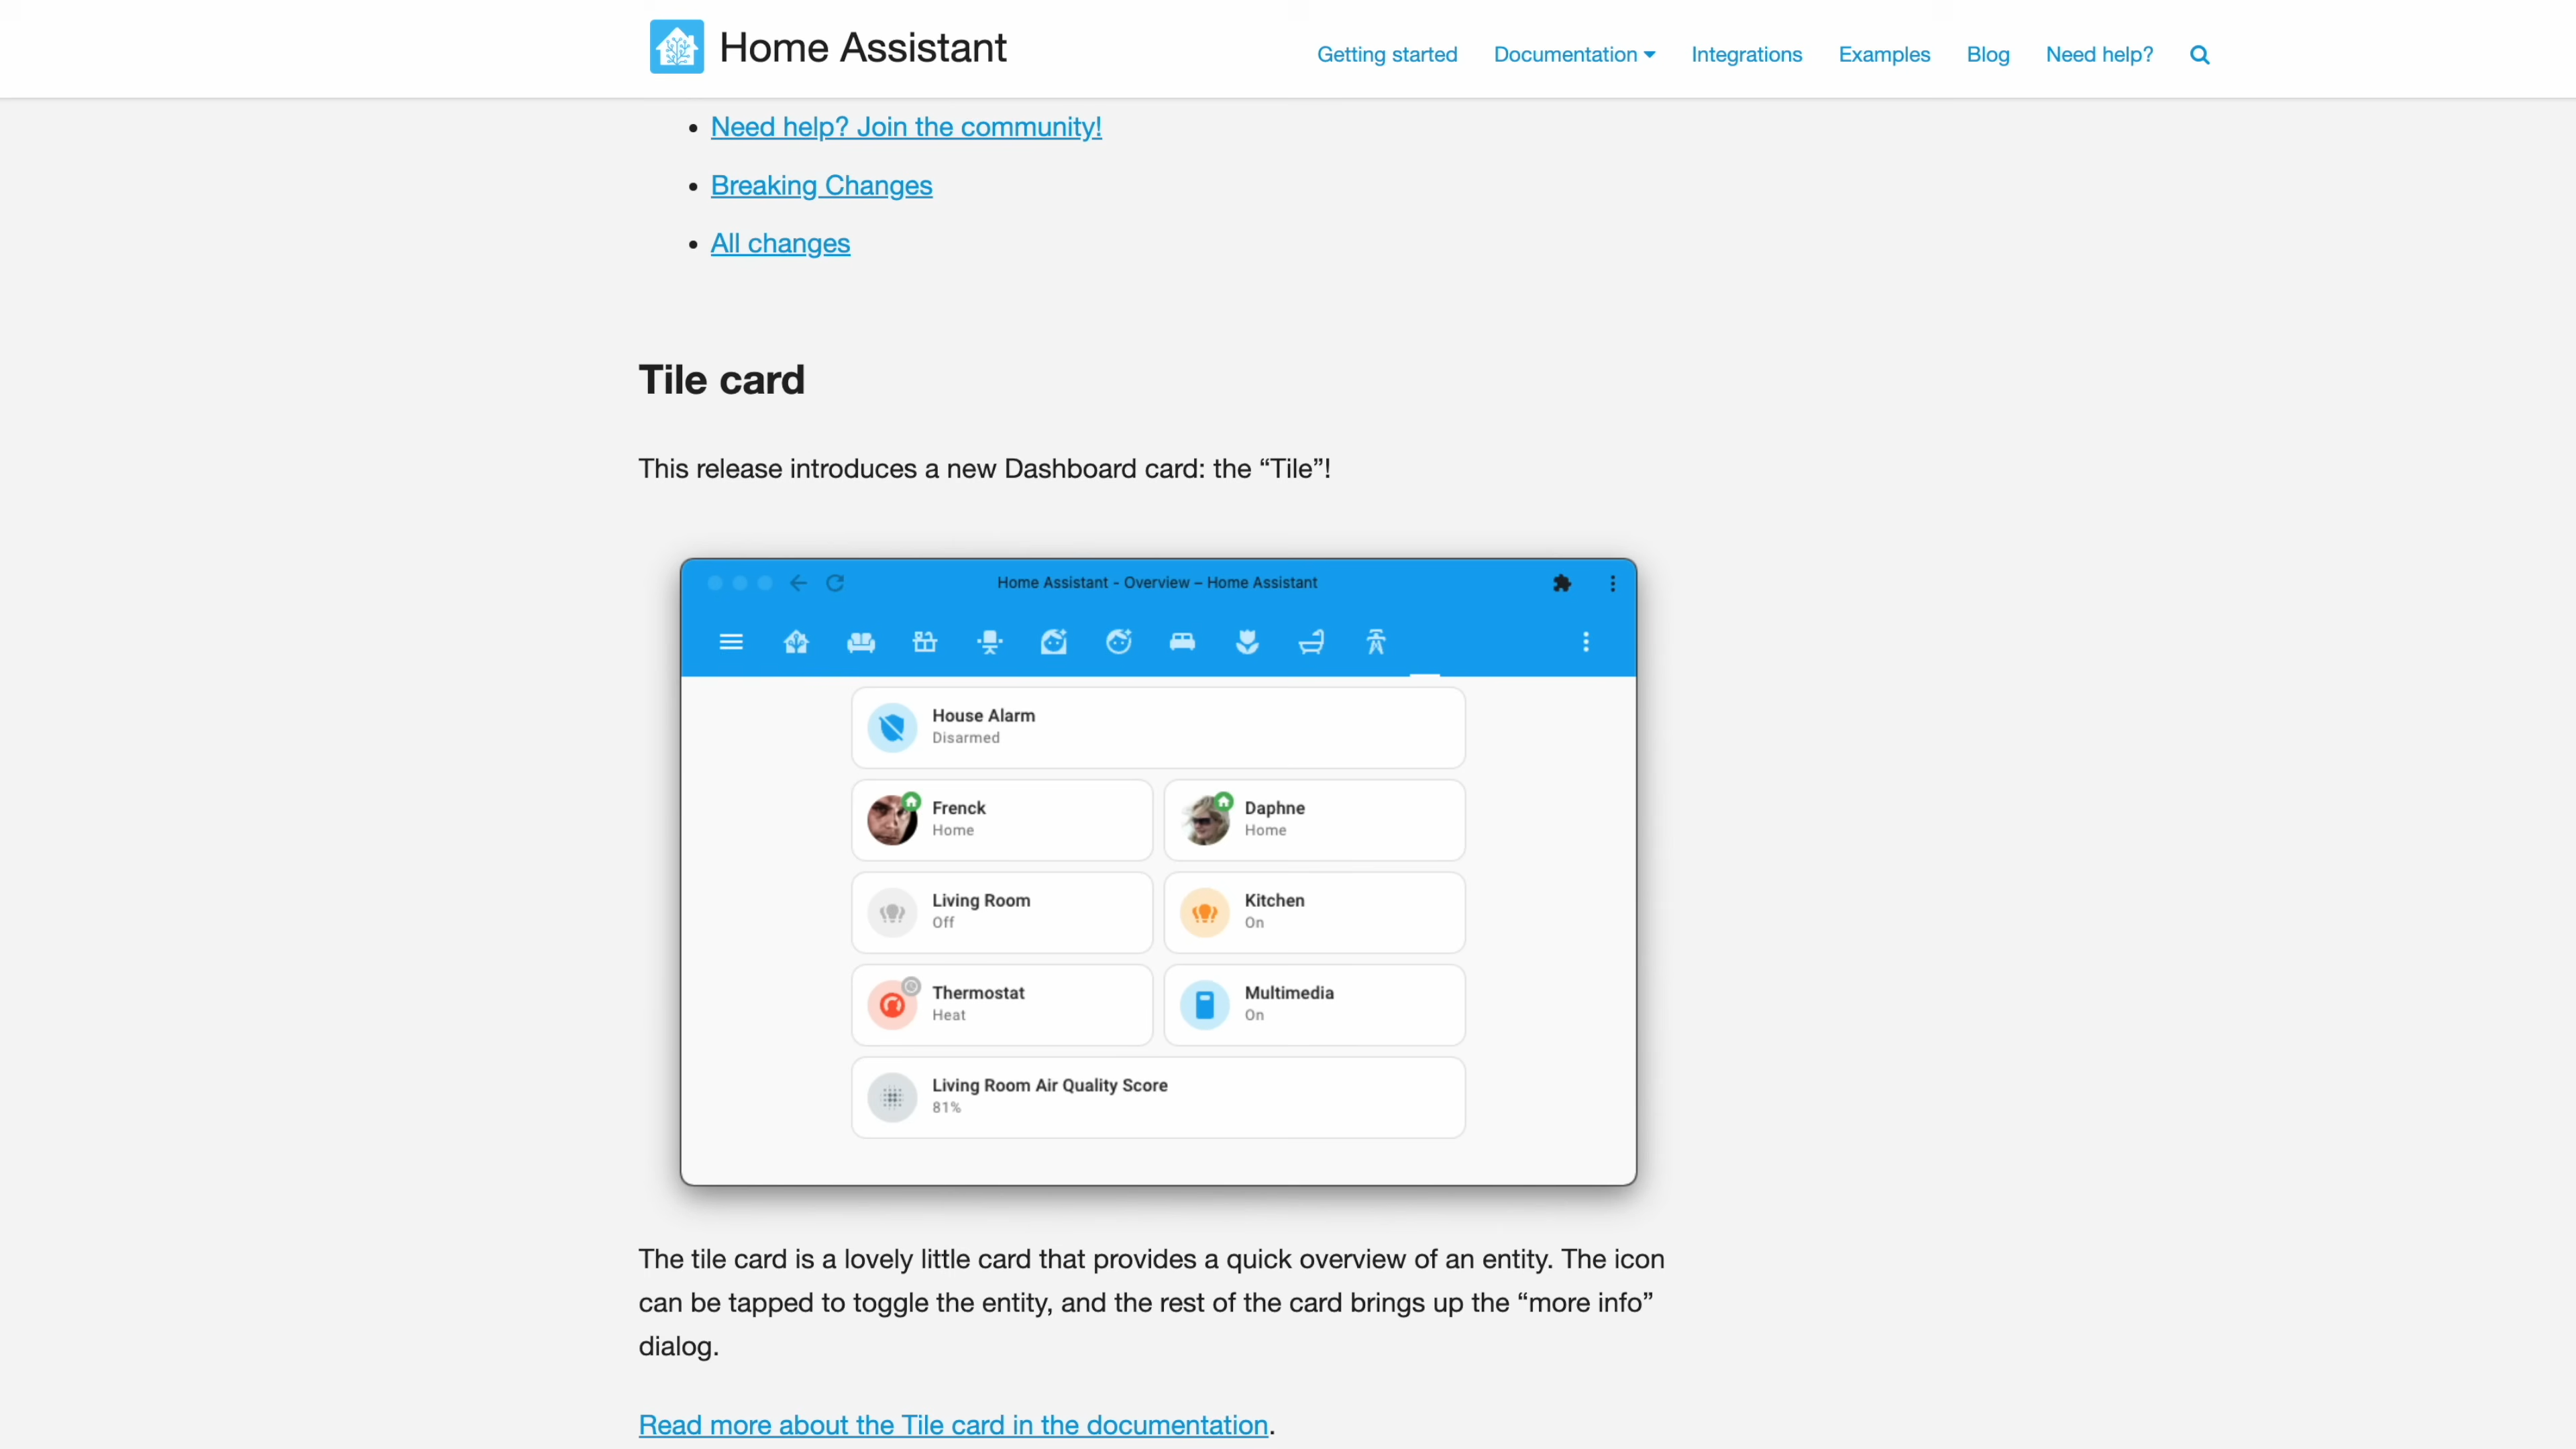 Home Assistant
Getting started Documentation Integrations Examples Blog Need help?
Need help? Join the community!
Breaking Changes
All changes
Tile card
This release introduces a new Dashboard card: the “Tile”!
Home Assistant - Overview – Home Assistant
House Alarm
Disarmed
Frenck
Home
Daphne
Home
Living Room
Off
Kitchen
On
Thermostat
Heat
Multimedia
On
Living Room Air Quality Score
81%
The tile card is a lovely little card that provides a quick overview of an entity. The icon
can be tapped to toggle the entity, and the rest of the card brings up the “more info”
dialog.
Read more about the Tile card in the documentation.